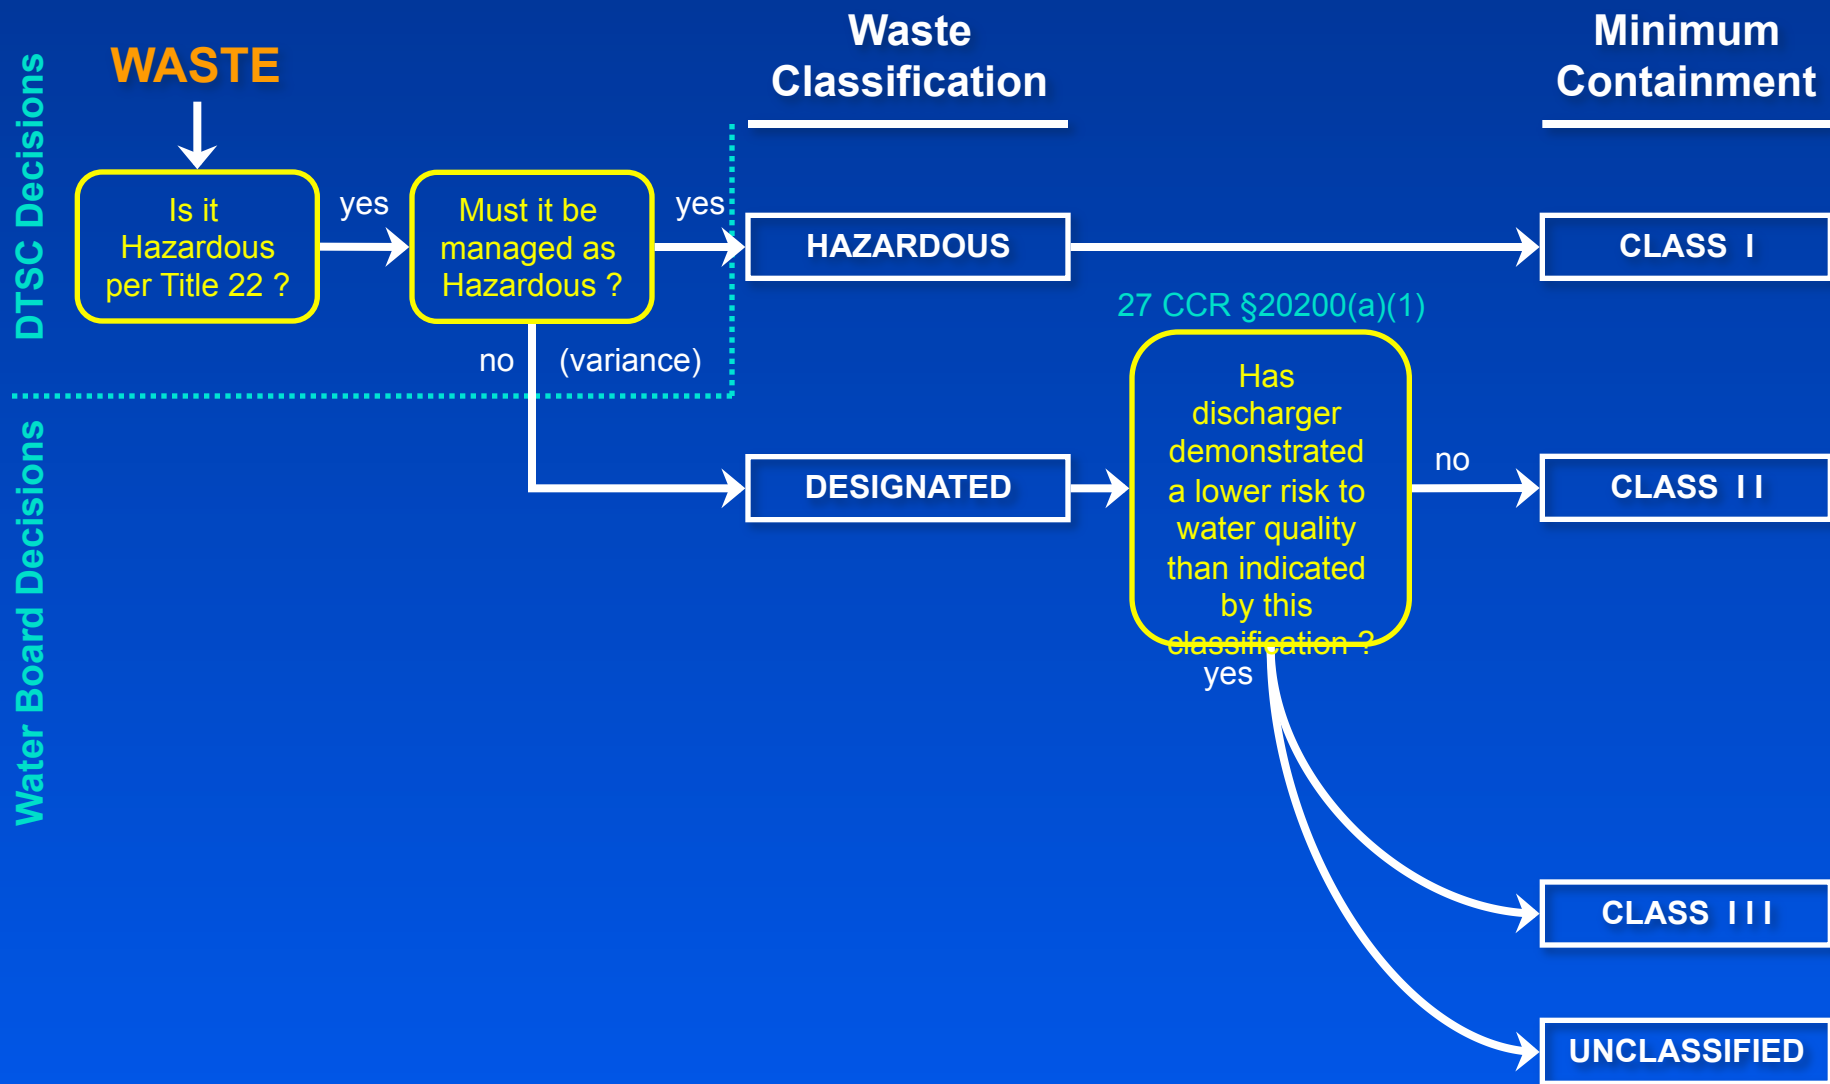 DTSC Decisions
Water Board Decisions
WASTE
Waste
Classification
Minimum
Containment
Is it
Hazardous
per Title 22 ?
yes
Must it be
managed as
Hazardous ?
yes
HAZARDOUS
CLASS I
no (variance)
27 CCR §20200(a)(1)
DESIGNATED
Has
discharger
demonstrated
a lower risk to
water quality
than indicated
by this
classification ?
no
CLASS I I
yes
CLASS I I I
UNCLASSIFIED